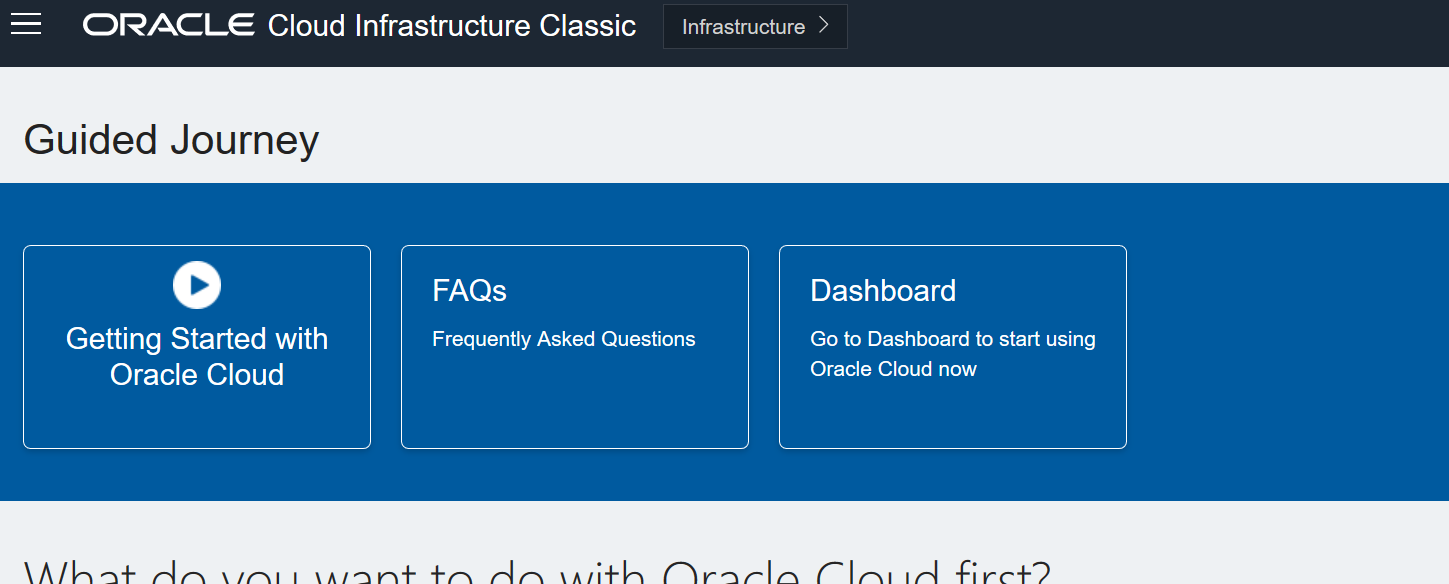 ORACLE Cloud Infrastructure Classic Infrastructure
Guided Journey
Getting Started with
Oracle Cloud
FAQs
Frequently Asked Questions
Dashboard
Go to Dashboard to start using
Oracle Cloud now
What do you want to do with Oracle Cloud first?